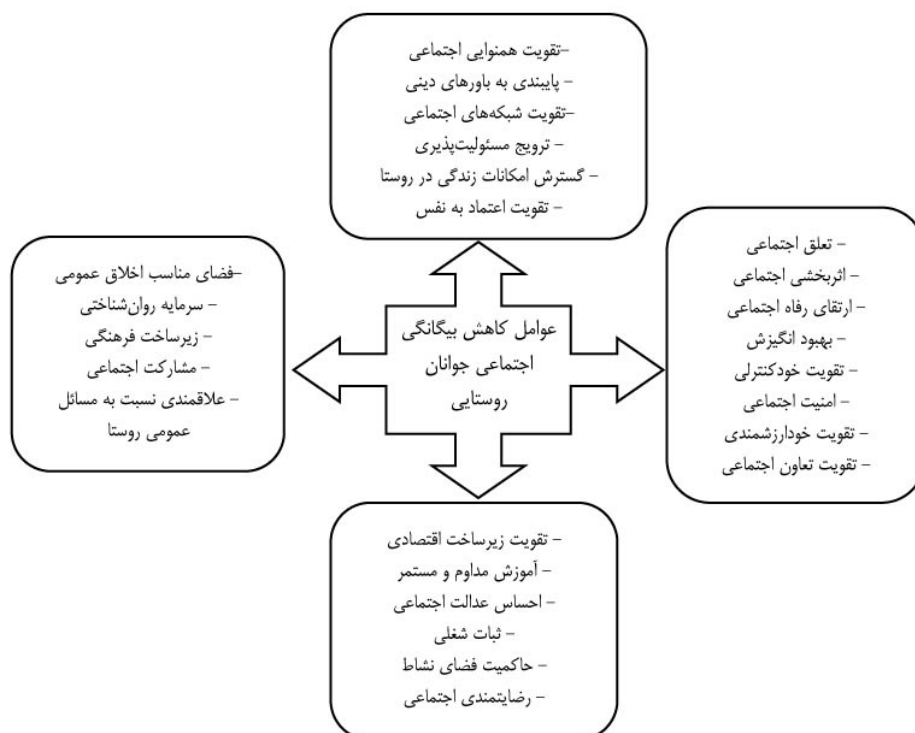 -تقویت همنوایی اجتماعی
- پایبندی به باورهای دینی
-تقویت شبکه‌های اجتماعی
- ترویج مسئولیت‌پذیری
- گسترش امکانات زندگی در روستا
- تقویت اعتماد به نفس
- تعلق اجتماعی
- اثربخشی اجتماعی
- ارتقای رفاه اجتماعی
- بهبود انگیزش
- تقویت خودکنترلی
- امنیت اجتماعی
- تقویت خودارزشمندی
- تقویت تعاون اجتماعی
عوامل کاهش بیگانگی
اجتماعی جوانان
روستایی
-فضای مناسب اخلاق عمومی
- سرمایه روان‌شناختی
- زیرساخت فرهنگی
- مشارکت اجتماعی
- علاقمندی نسبت به مسائل
عمومی روستا
- تقویت زیرساخت اقتصادی
- آموزش مداوم و مستمر
- احساس عدالت اجتماعی
- ثبات شغلی
- حاکمیت فضای نشاط
- رضایتمندی اجتماعی